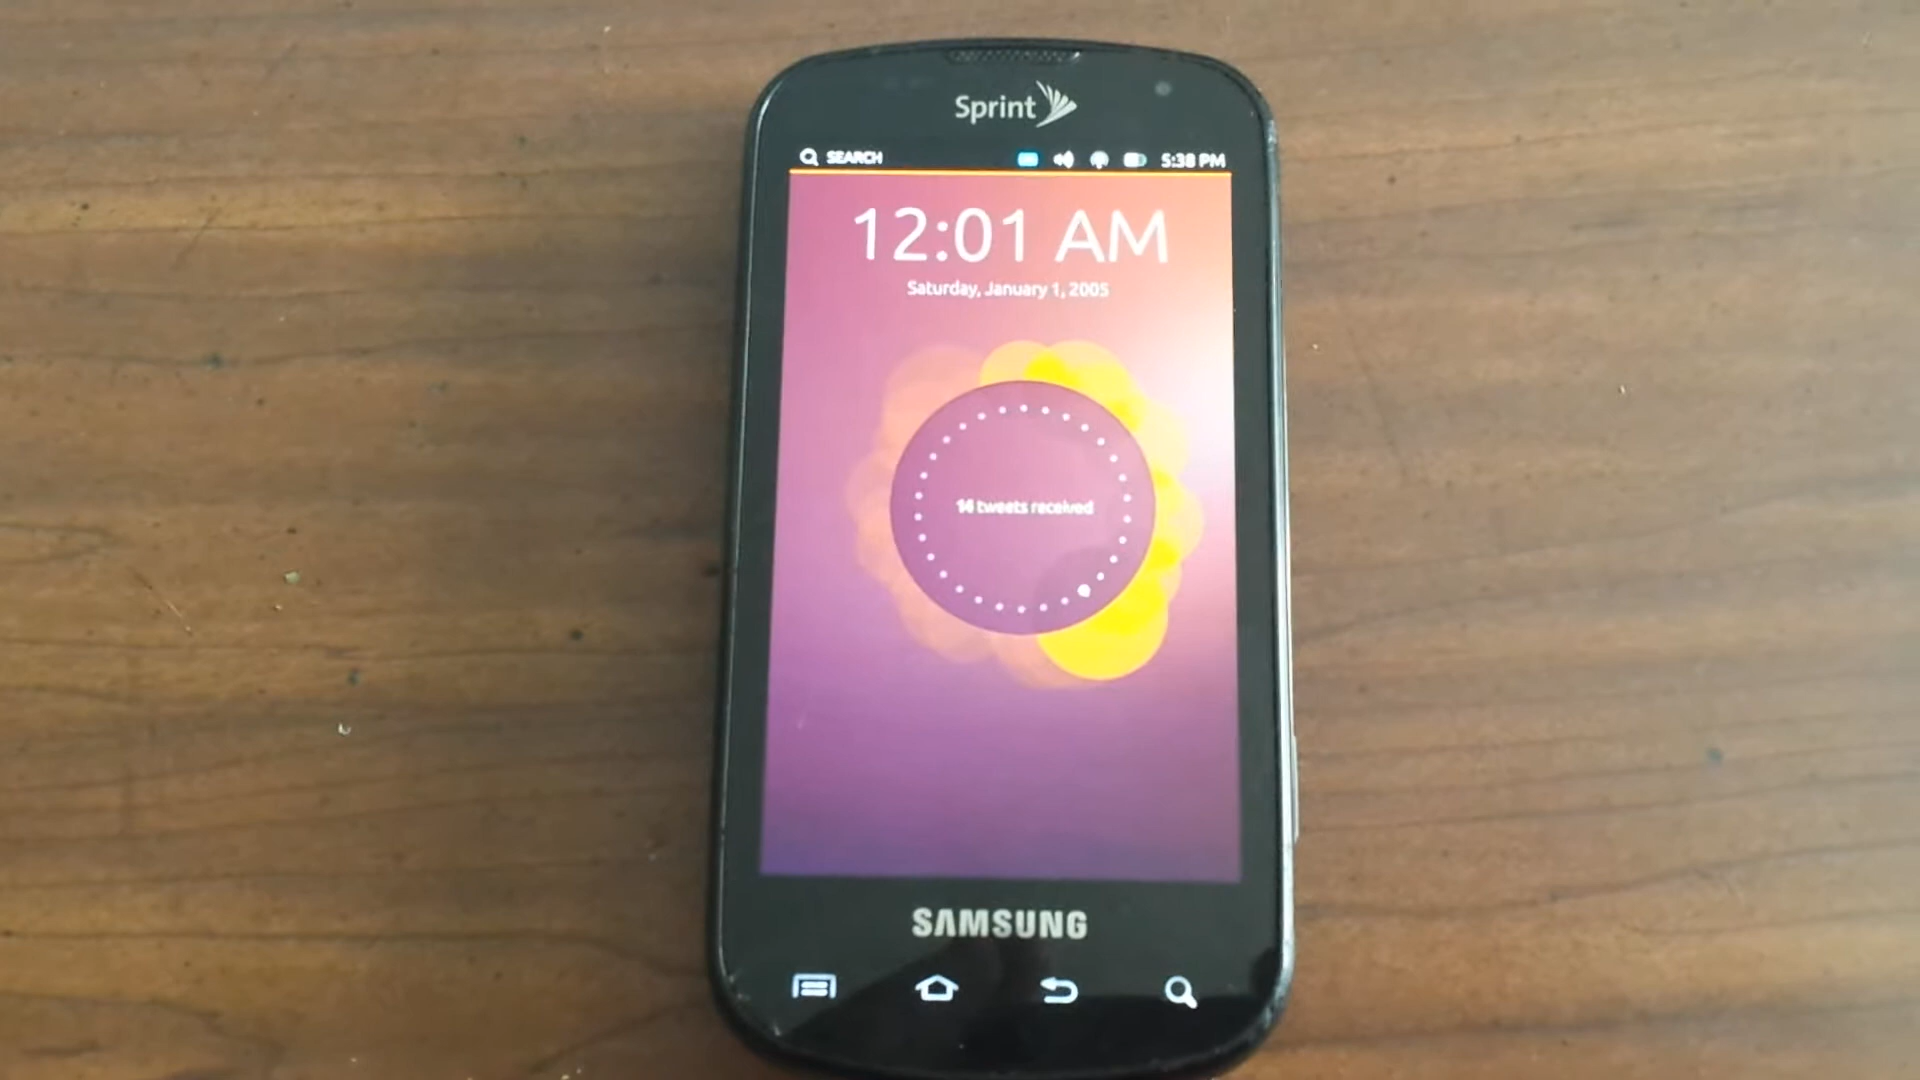 Sprint
SEARCH
5:38 PM
12:01 AM
Saturday, January 1, 2005
14 tweets received
SAMSUNG